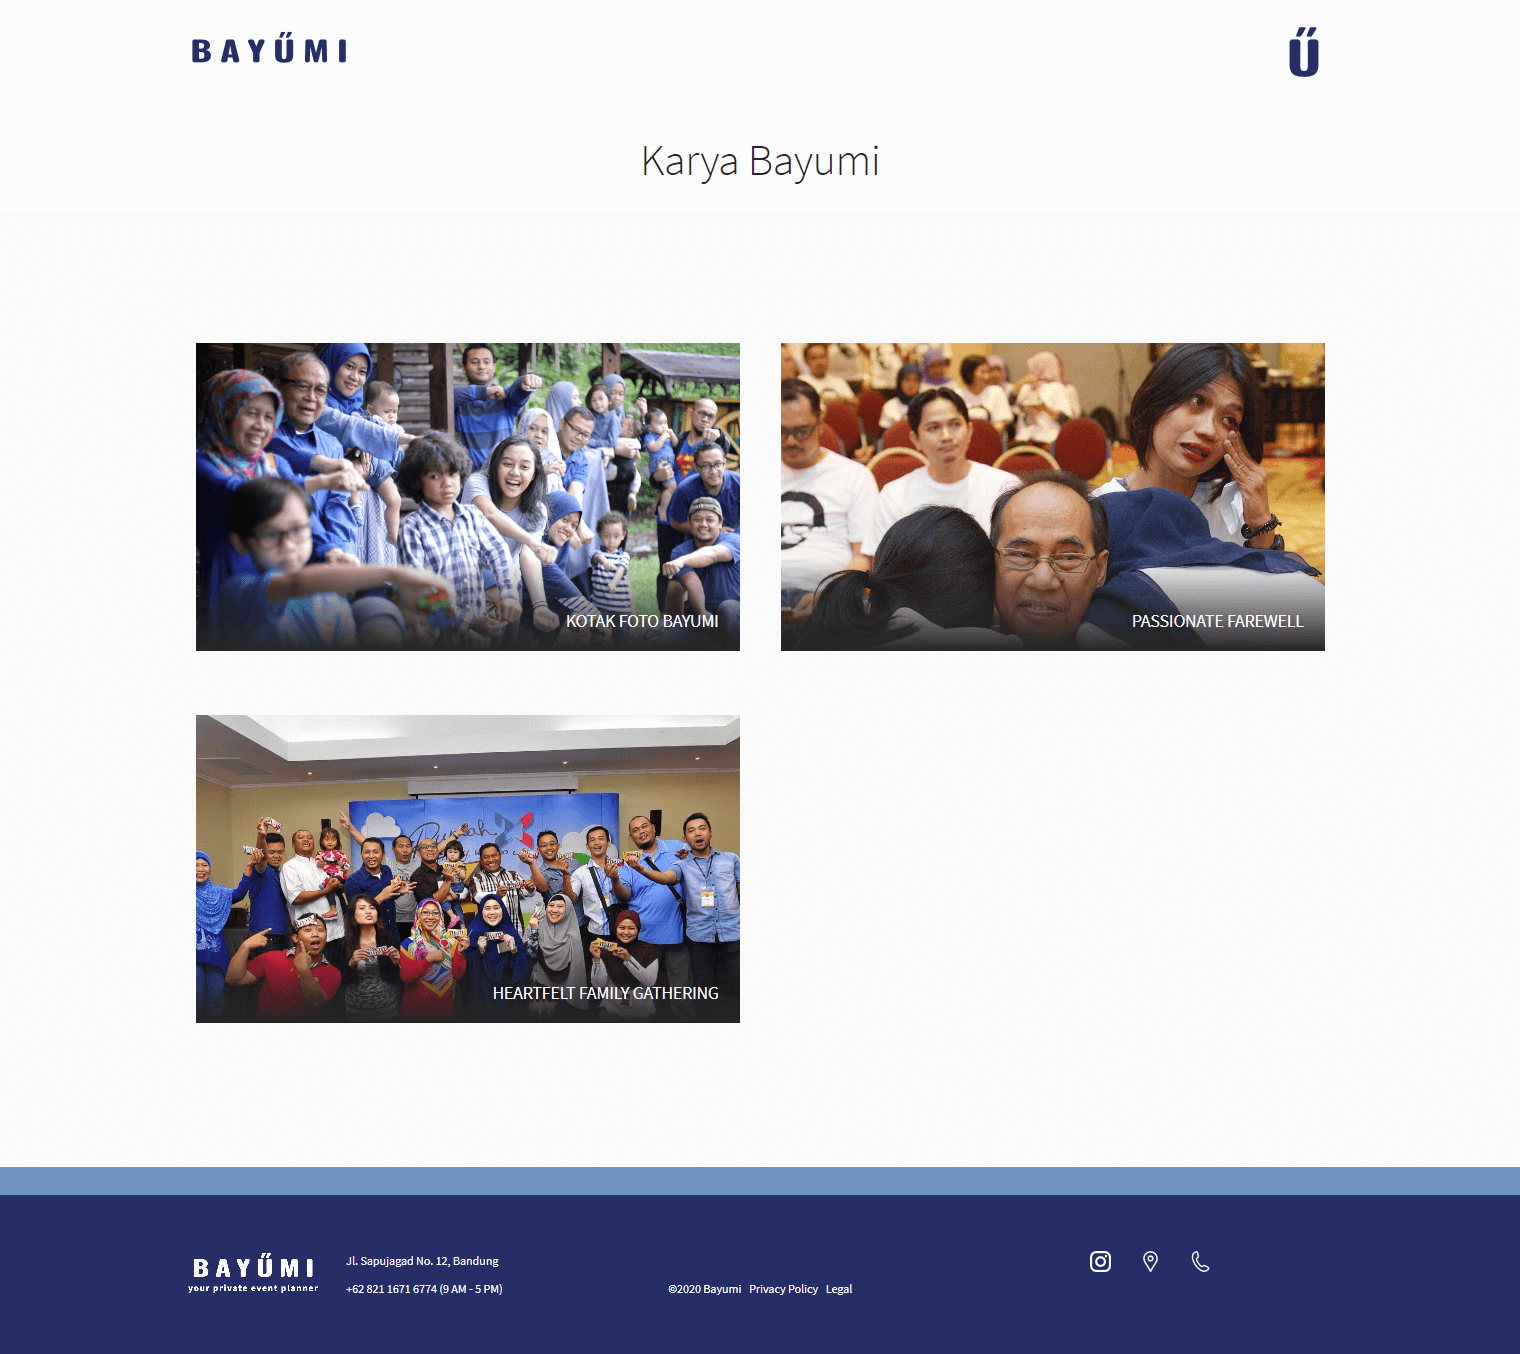 BAYŰMI
Ű
Karya Bayumi
KOTAK FOTO BAYUMI
PASSIONATE FAREWELL
HEARTFELT FAMILY GATHERING
BAYŰMI
your private event planner
Jl. Sapujagad No. 12, Bandung
+62 821 1671 6774 (9 AM - 5 PM)
©2020 Bayumi Privacy Policy Legal